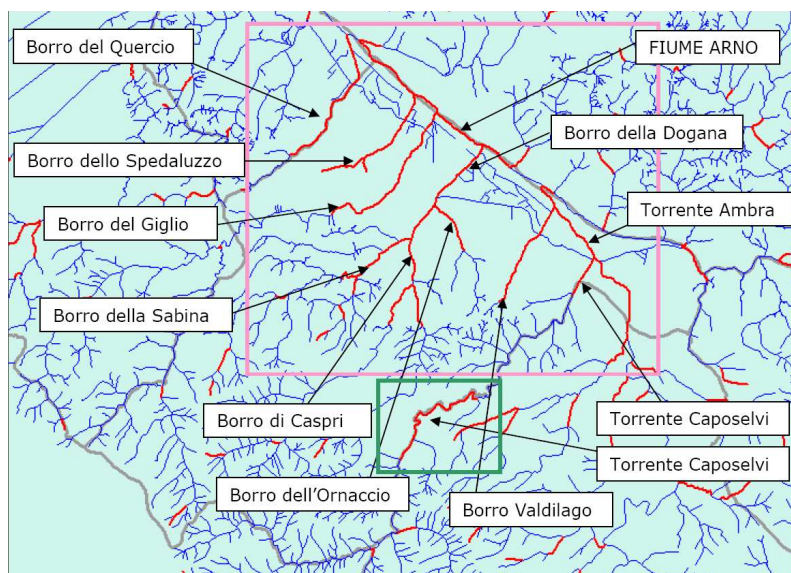 Borro del Quercio
FIUME ARNO
Borro della Dogana
Borro dello Spedaluzzo
Borro del Giglio
Torrente Ambra
Borro della Sabina
Borro di Caspri
Torrente Caposelvi
Torrente Caposelvi
Borro dell'Ornaccio
Borro Valdilago